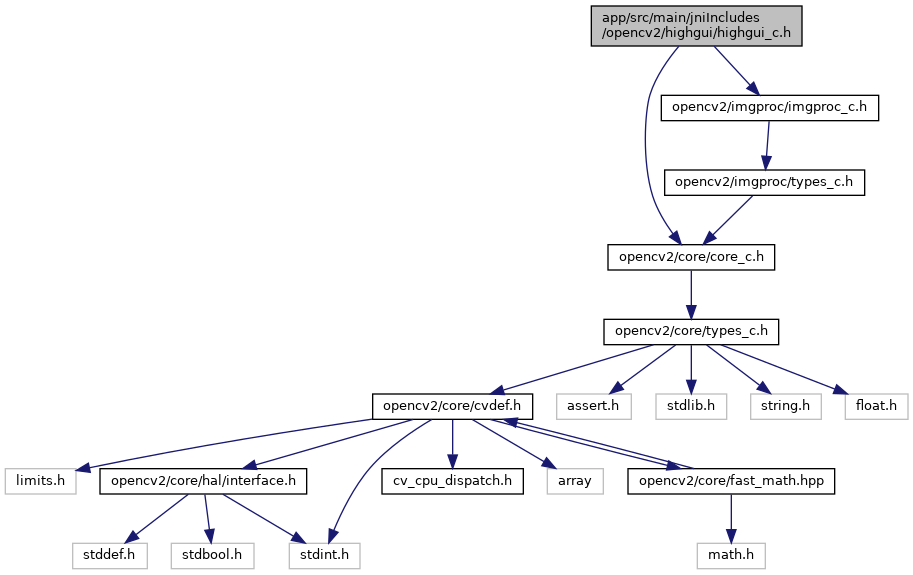 app/src/main/jniIncludes
/opencv2/highgui/highgui_c.h
opencv2/imgproc/imgproc_c.h
opencv2/imgproc/types_c.h
opencv2/core/core_c.h
opencv2/core/types_c.h
opencv2/core/cvdef.h
assert.h
stdlib.h
string.h
float.h
limits.h
opencv2/core/hal/interface.h
cv_cpu_dispatch.h
array
opencv2/core/fast_math.hpp
stddef.h
stdbool.h
stdint.h
math.h